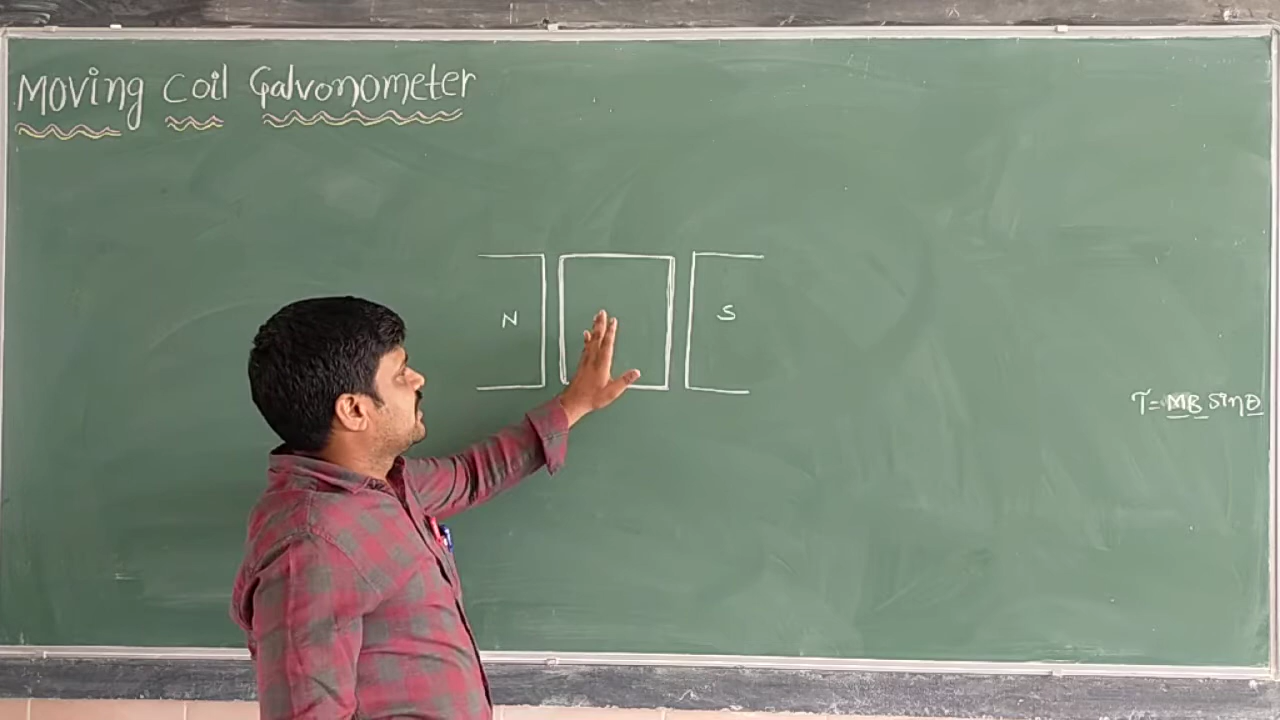 Moving Coil Galvonometer
N S
τ = MB sinθ